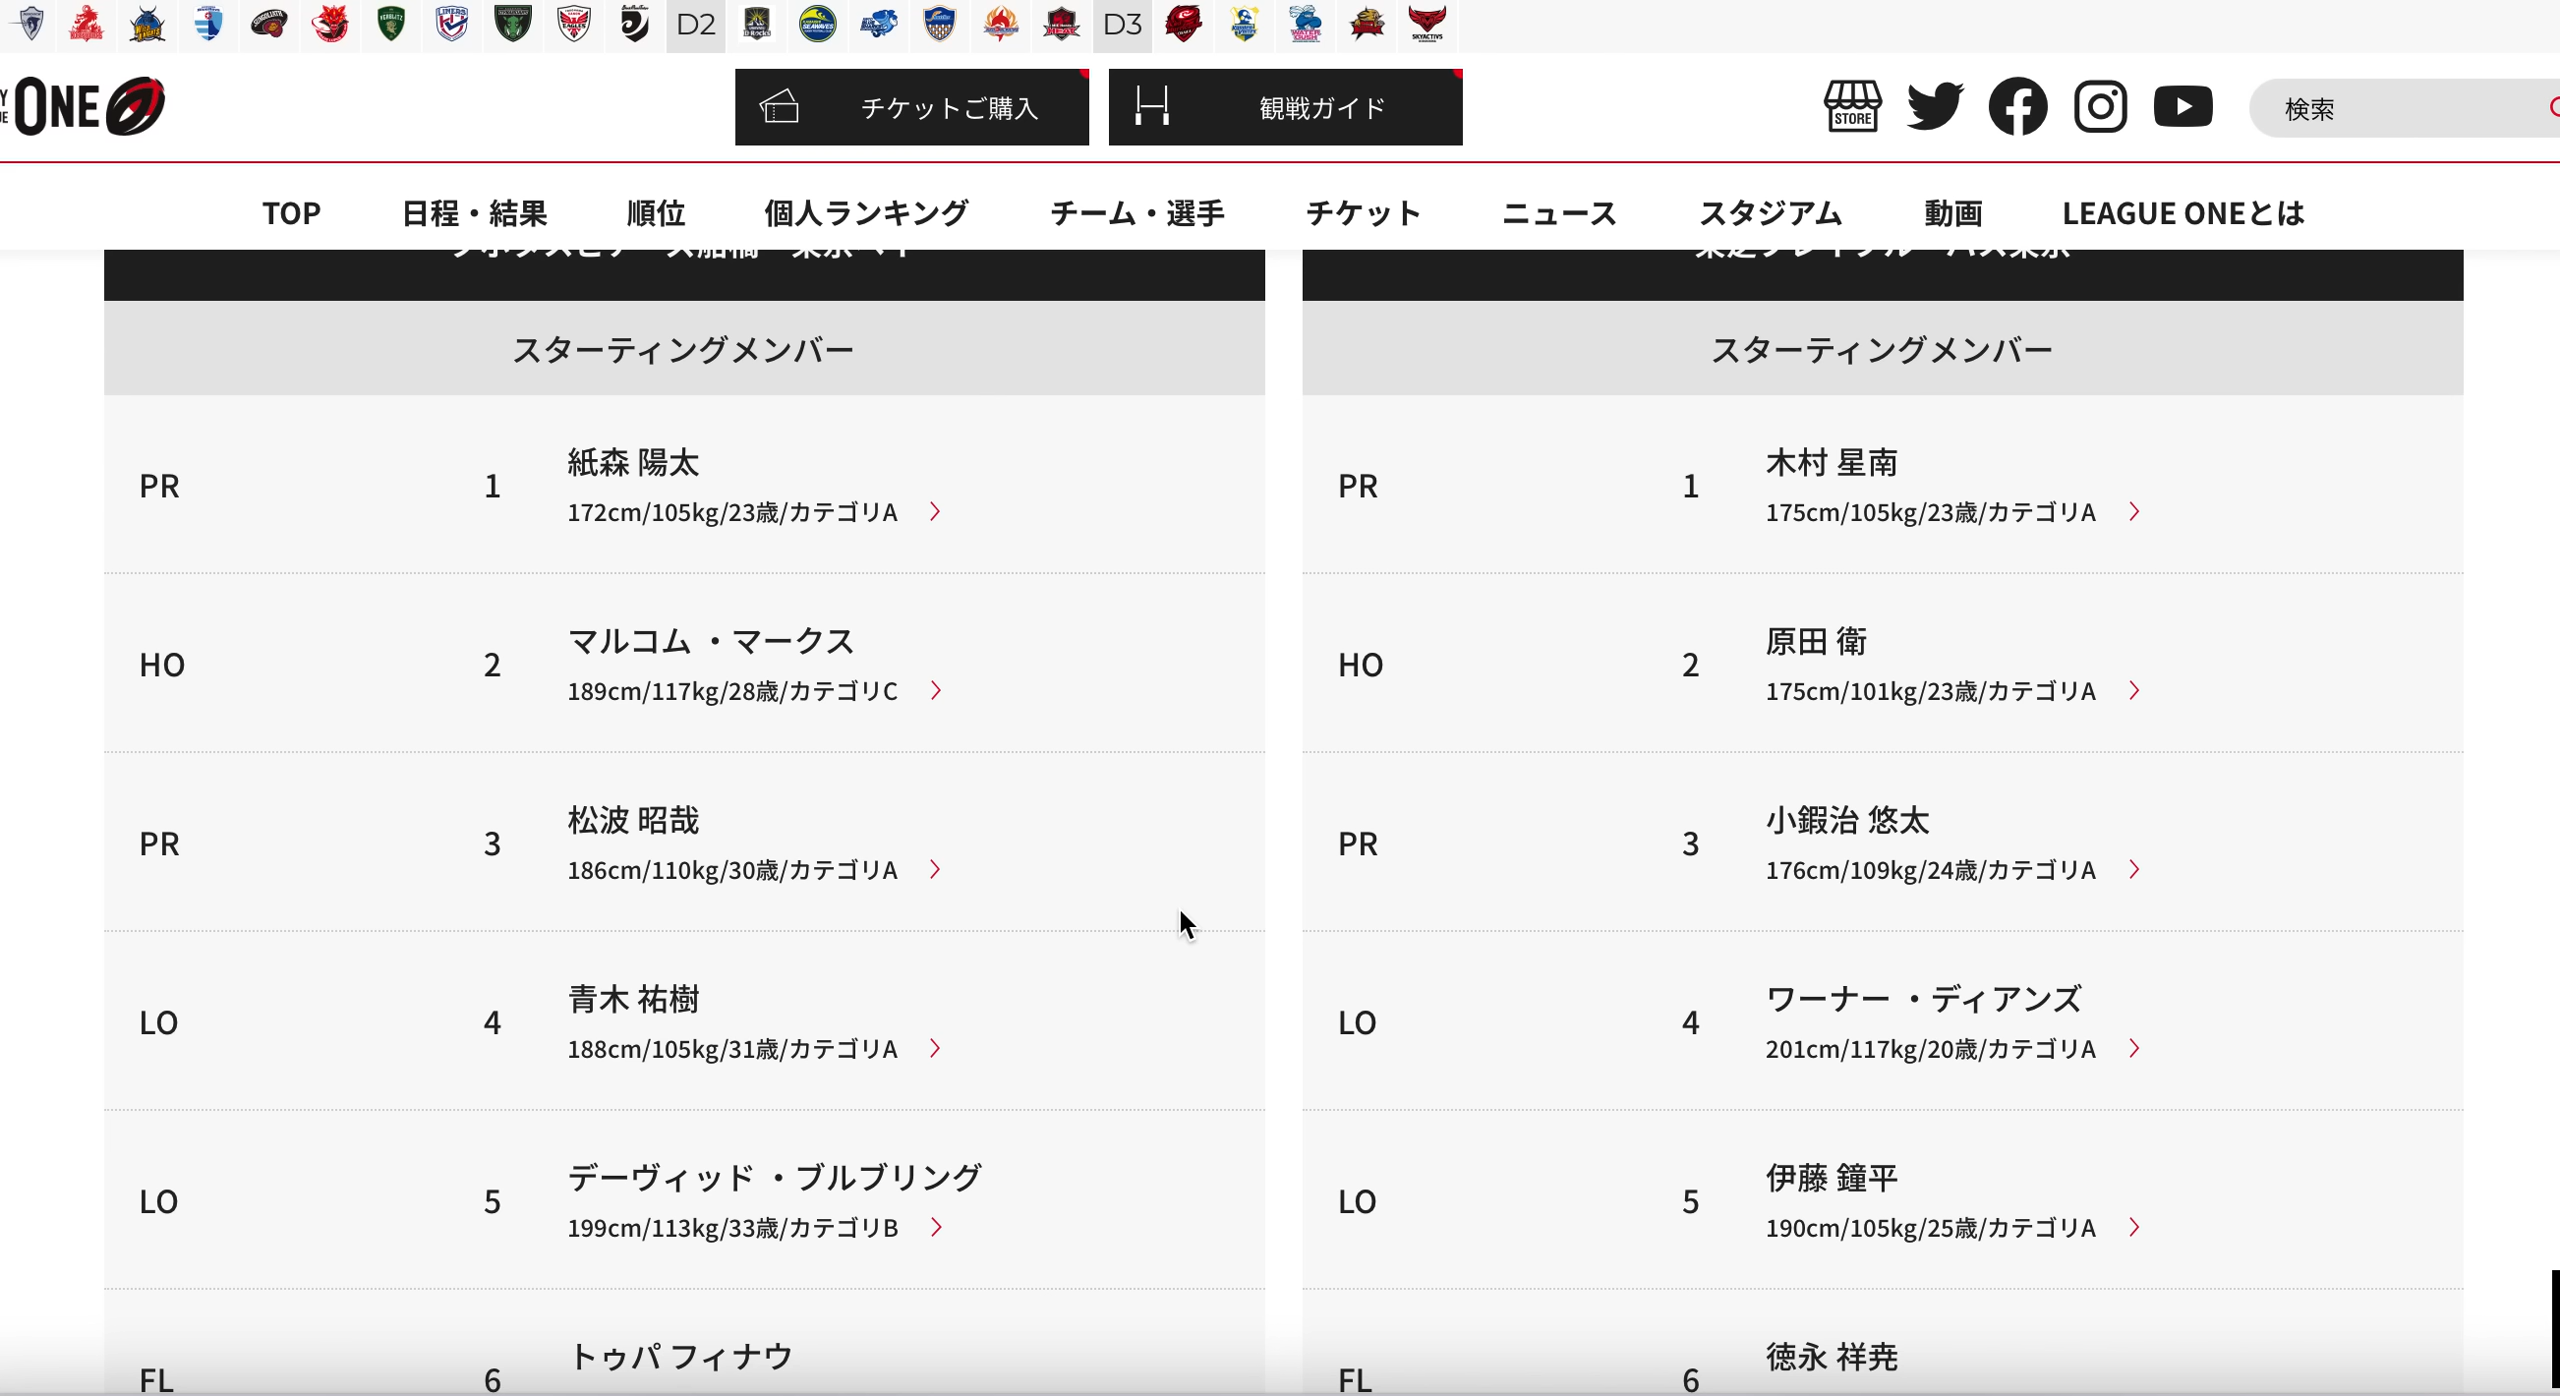 D2
D3
ONE
チケットご購入
観戦ガイド
STORE
検索
TOP
日程・結果
順位
個人ランキング
チーム・選手
チケット
ニュース
スタジアム
動画
LEAGUE ONEとは
スターティングメンバー
PR 1 紙森 陽太
172cm/105kg/23歳/カテゴリA
HO 2 マルコム ・マークス
189cm/117kg/28歳/カテゴリC
PR 3 松波 昭哉
186cm/110kg/30歳/カテゴリA
LO 4 青木 祐樹
188cm/105kg/31歳/カテゴリA
LO 5 デーヴィッド ・ブルブリング
199cm/113kg/33歳/カテゴリB
FL 6 トゥパ フィナウ
スターティングメンバー
PR 1 木村 星南
175cm/105kg/23歳/カテゴリA
HO 2 原田 衛
175cm/101kg/23歳/カテゴリA
PR 3 小鍜治 悠太
176cm/109kg/24歳/カテゴリA
LO 4 ワーナー ・ディアンズ
201cm/117kg/20歳/カテゴリA
LO 5 伊藤 鐘平
190cm/105kg/25歳/カテゴリA
FL 6 徳永 祥尭